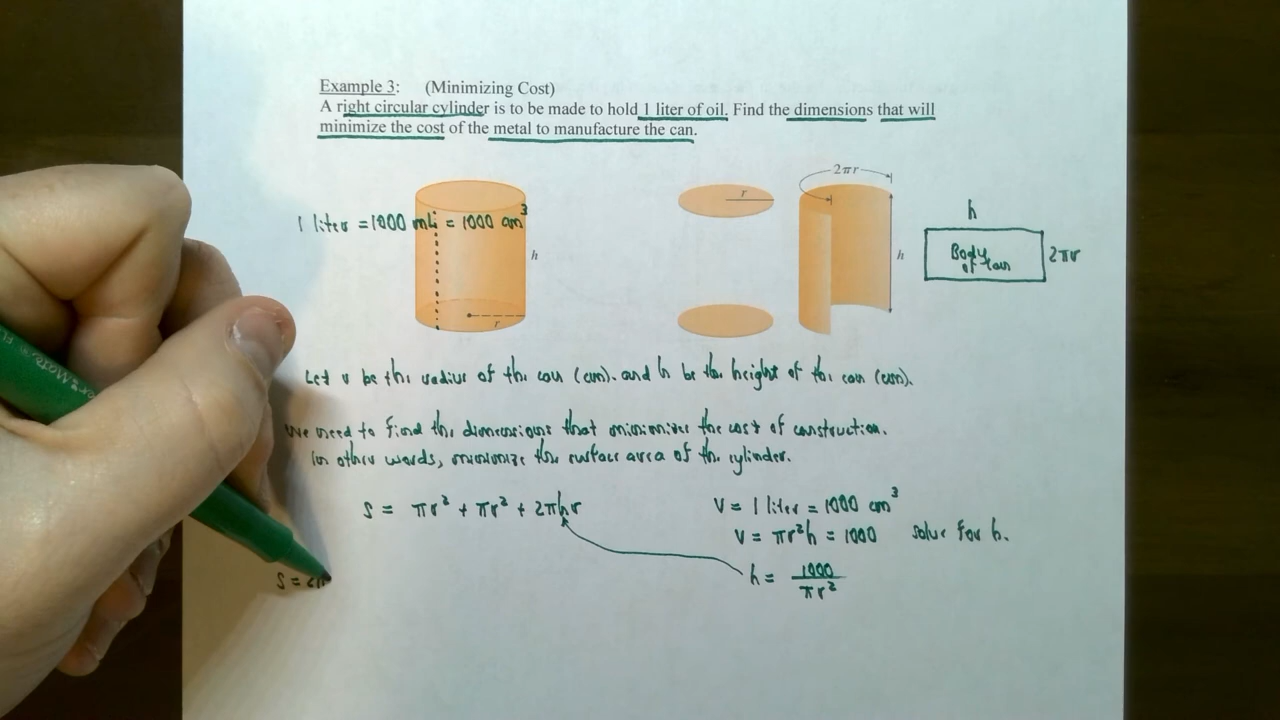 Example 3: (Minimizing Cost)
A right circular cylinder is to be made to hold 1 liter of oil. Find the dimensions that will
minimize the cost of the metal to manufacture the can.
2πr
r
h
1 liter = 1000 mL = 1000 cm³
h
h
Body of can
2πr
r
Let r be the radius of the can (cm). and h be the height of the can (cm).
We need to find the dimensions that minimizes the cost of construction.
In other words, minimize the surface area of the cylinder.
S = πr² + πr² + 2πhr
V = 1 liter = 1000 cm³
V = πr²h = 1000 solve for h.
h = 1000/πr²
S = 2π